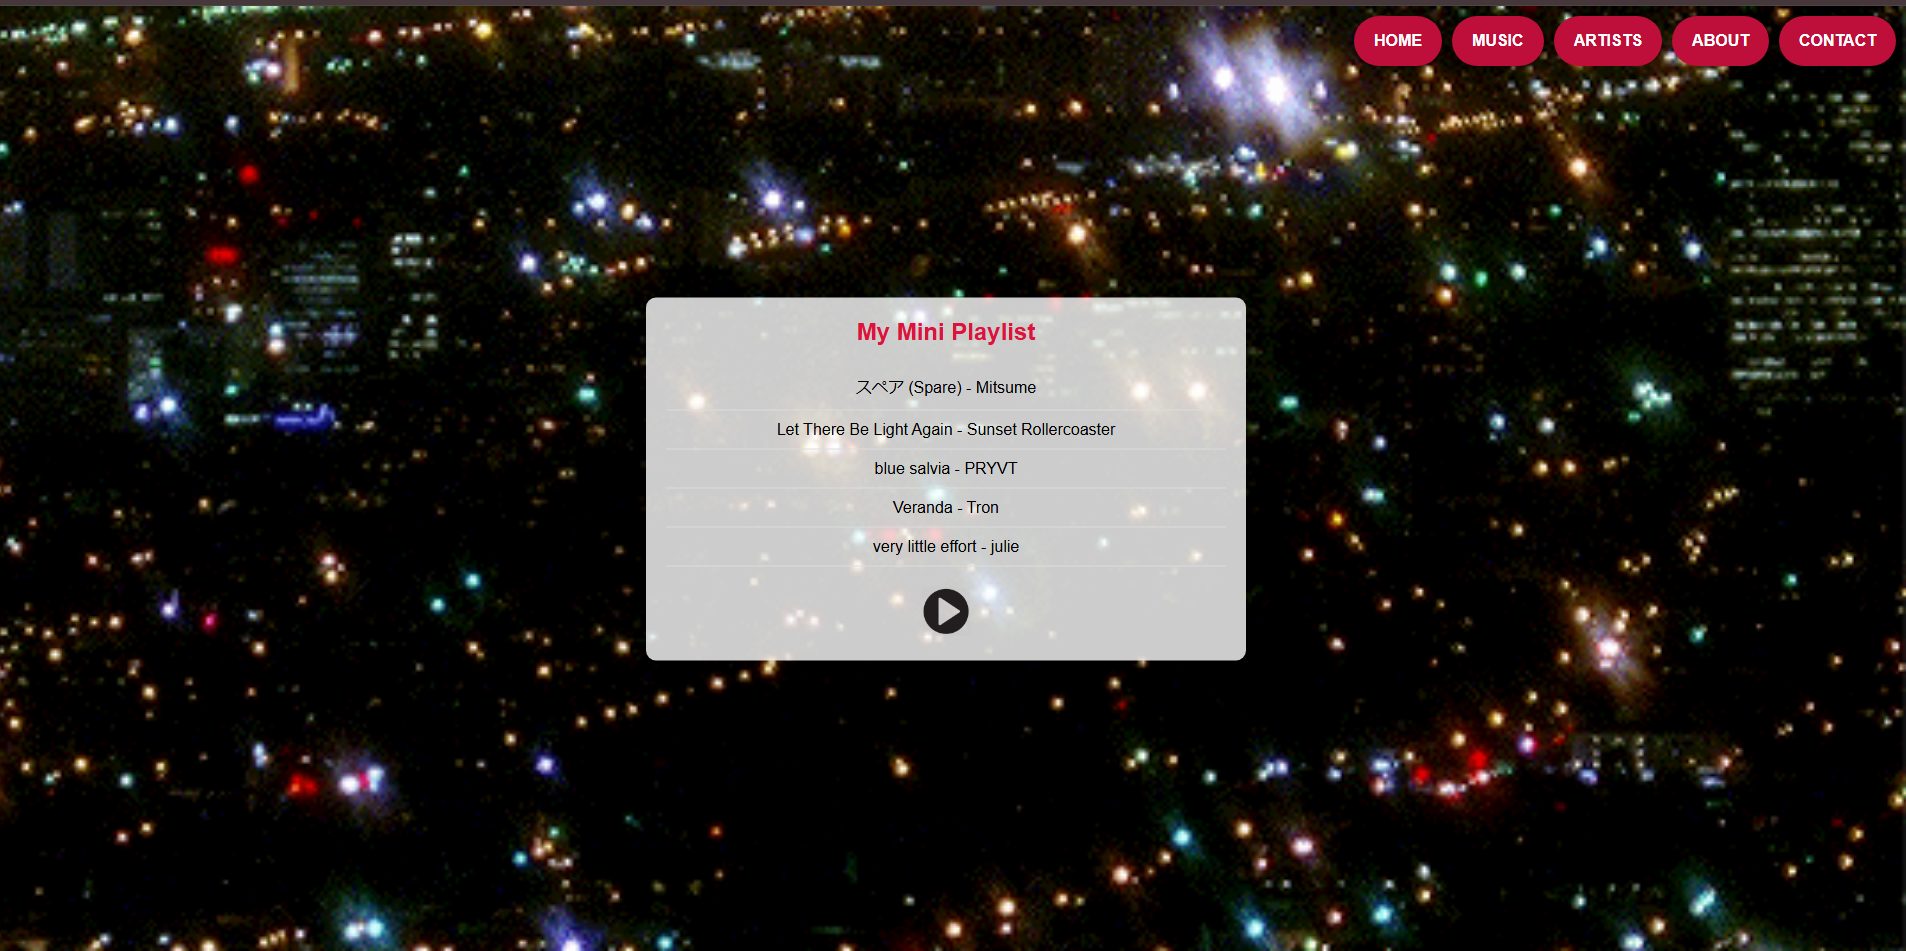 HOME MUSIC ARTISTS ABOUT CONTACT
My Mini Playlist
スペア (Spare) - Mitsume
Let There Be Light Again - Sunset Rollercoaster
blue salvia - PRYVT
Veranda - Tron
very little effort - julie